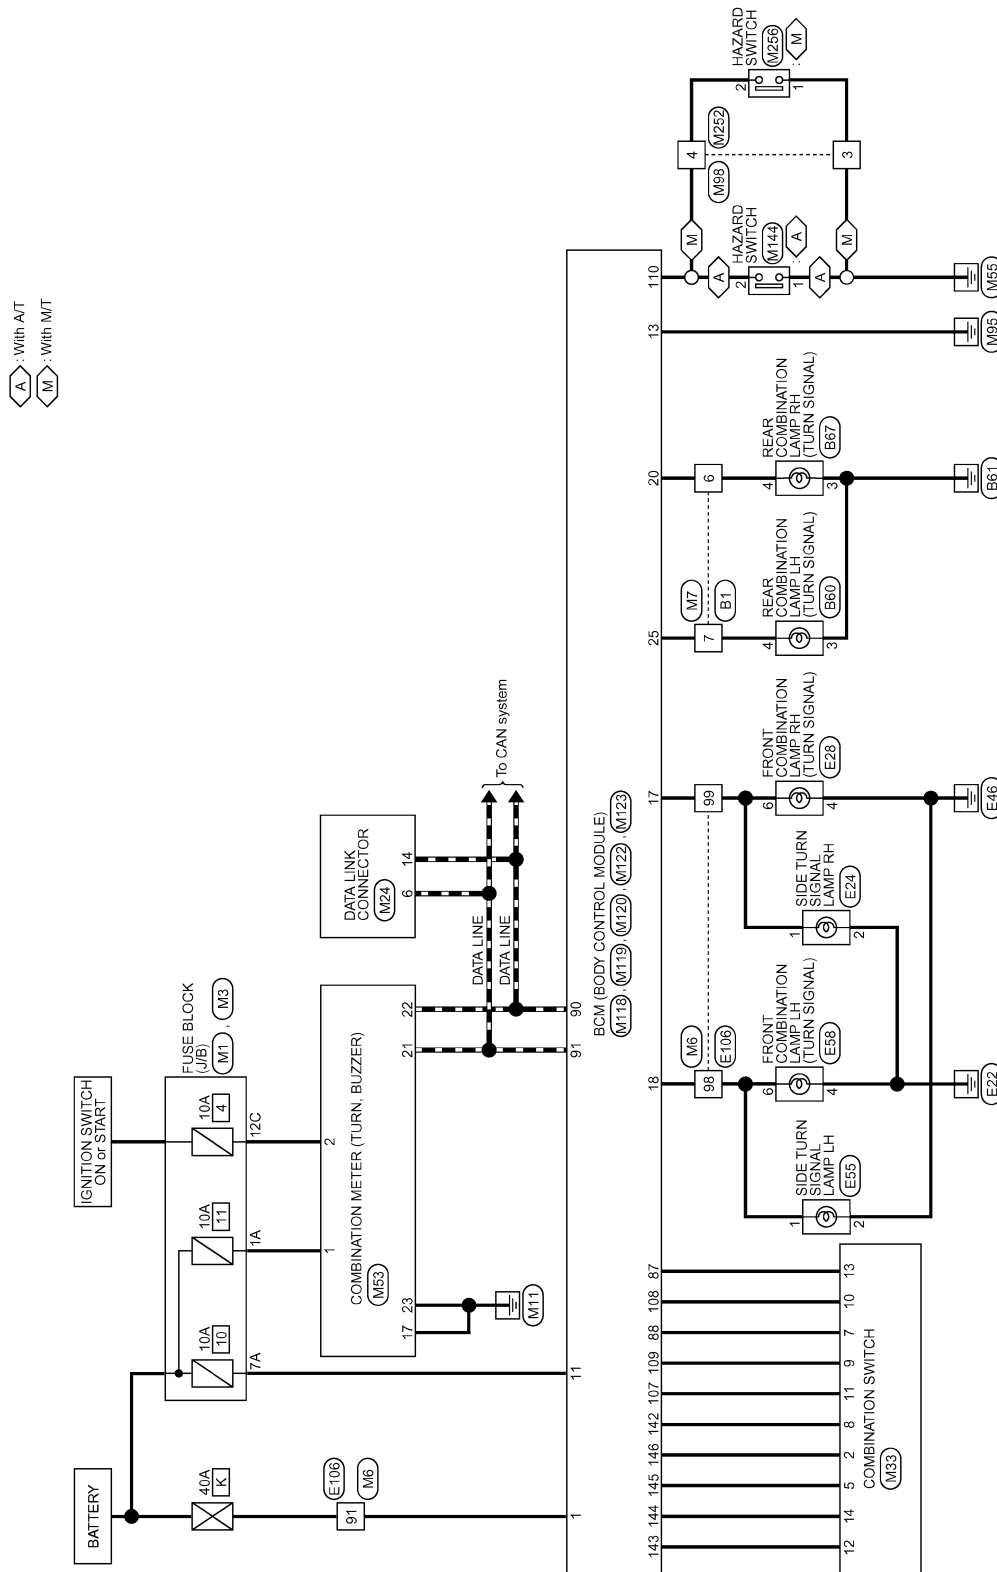 A : With A/T
M : With M/T
BATTERY
IGNITION SWITCH
ON or START
40A
K
10A
10
10A
11
10A
4
FUSE BLOCK
(J/B)
M1 , M3
7A
1A
12C
E106
91
M6
1
2
COMBINATION METER (TURN, BUZZER)
M53
17
23
21
22
M11
DATA LINK
CONNECTOR
M24
6
14
DATA LINE
DATA LINE
To CAN system
1
11
91
90
BCM (BODY CONTROL MODULE)
M118 , M119 , M120 , M122 , M123
143
144
145
146
142
107
109
88
108
87
18
17
25
20
13
110
12
14
5
2
8
11
9
7
10
13
COMBINATION SWITCH
M33
M6
98
E106
99
M7
7
B1
6
1
SIDE TURN
SIGNAL
LAMP LH
E55
2
6
FRONT
COMBINATION
LAMP LH
(TURN SIGNAL)
E58
4
1
SIDE TURN
SIGNAL
LAMP RH
E24
2
6
FRONT
COMBINATION
LAMP RH
(TURN SIGNAL)
E28
4
4
REAR
COMBINATION
LAMP LH
(TURN SIGNAL)
B60
3
4
REAR
COMBINATION
LAMP RH
(TURN SIGNAL)
B67
3
M
A
2
HAZARD
SWITCH
M144
: A
1
A
M
4
M98
M252
3
2
HAZARD
SWITCH
M256
: M
1
E22
E46
B61
M95
M55